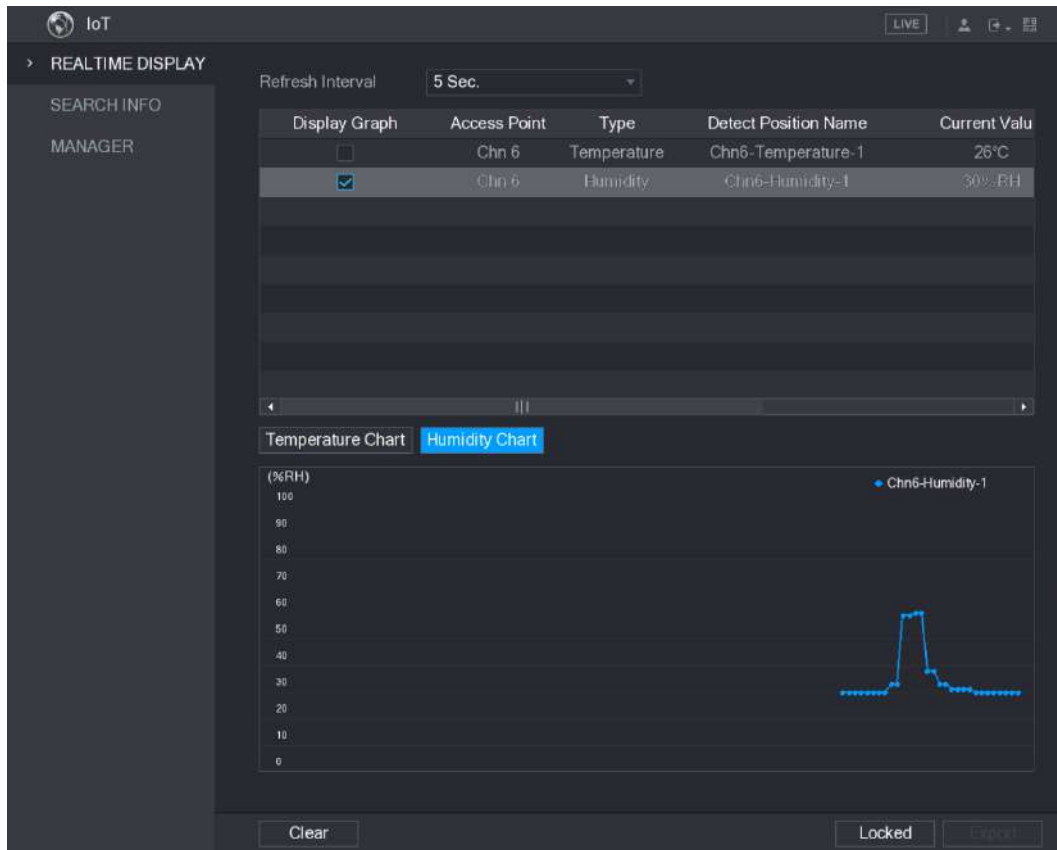 IoT
LIVE
REALTIME DISPLAY
SEARCH INFO
MANAGER
Refresh Interval 5 Sec.
Display Graph Access Point Type Detect Position Name Current Valu
Chn 6 Temperature Chn6-Temperature-1 26°C
Chn 6 Humidity Chn6-Humidity-1 30%RH
Temperature Chart Humidity Chart
(%RH)
Chn6-Humidity-1
100
90
80
70
60
50
40
30
20
10
0
Clear Locked Export